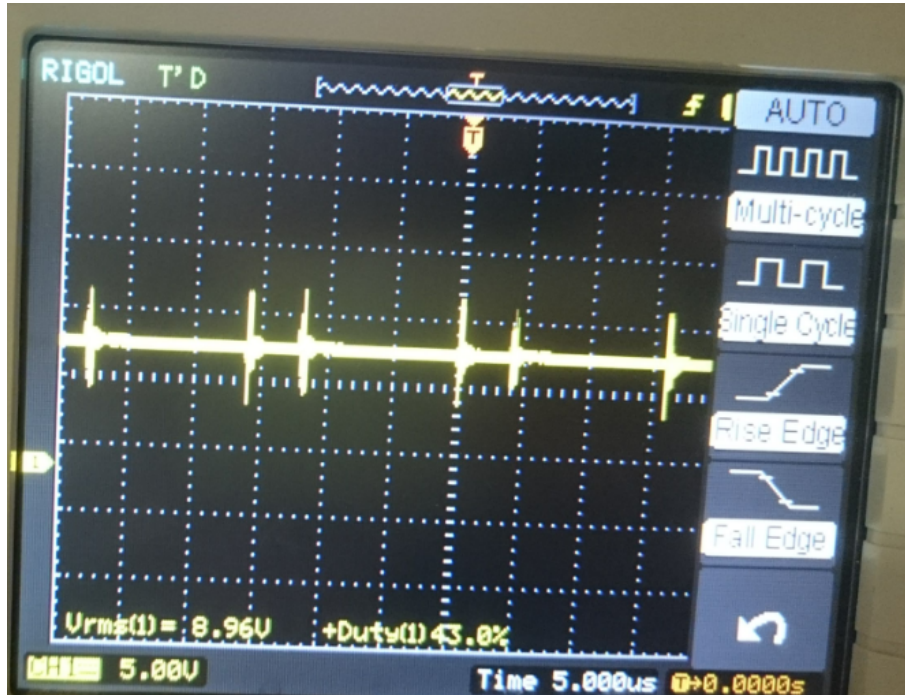 RIGOL T'D
T
T
AUTO
Multi-cycle
Single Cycle
Rise Edge
Fall Edge
1
Vrms(1)= 8.96V +Duty(1)43.0%
5.00V Time 5.000us T→0.0000s